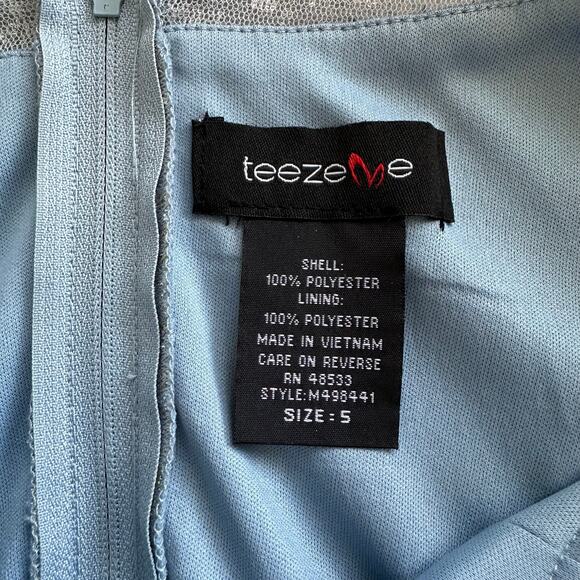 teezeMe
SHELL:
100% POLYESTER
LINING:
100% POLYESTER
MADE IN VIETNAM
CARE ON REVERSE
RN 48533
STYLE:M498441
SIZE: 5